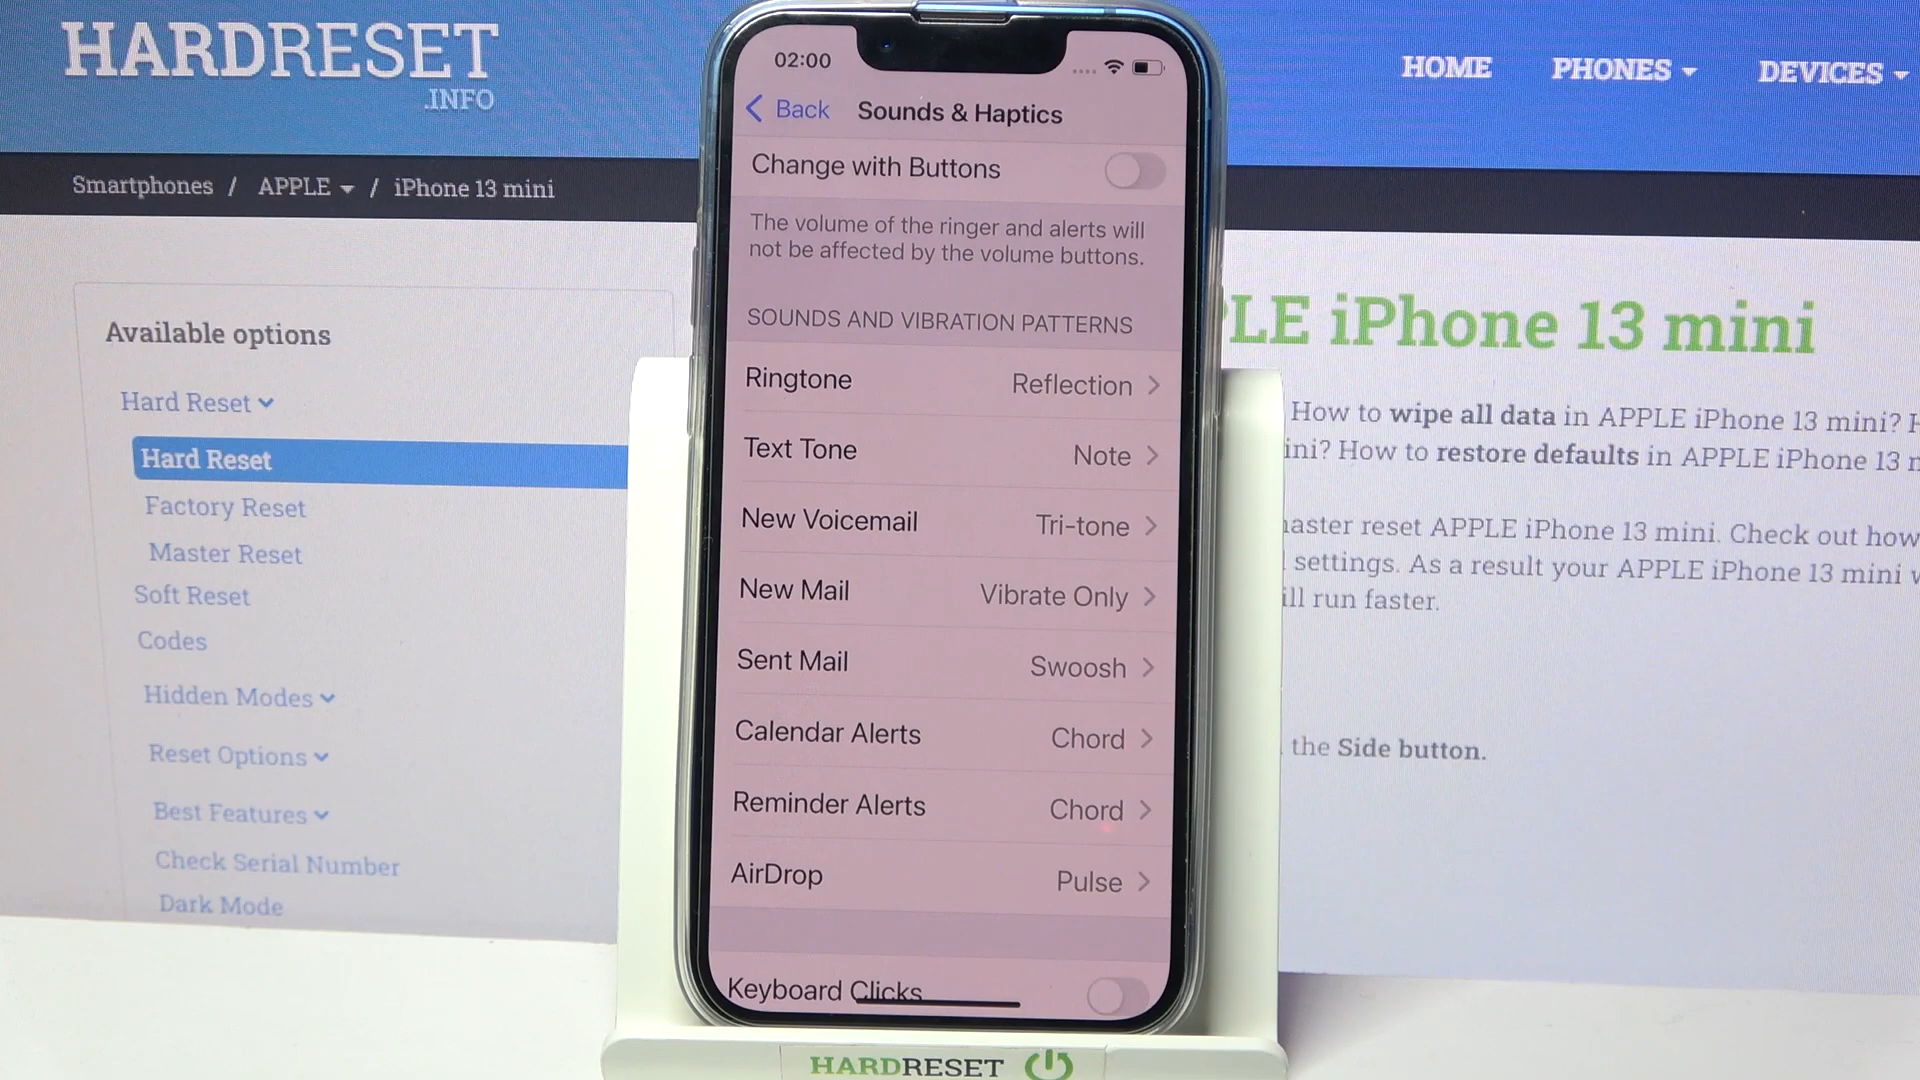 HARDRESET
.INFO
HOME PHONES DEVICES
Smartphones / APPLE / iPhone 13 mini
Available options
Hard Reset
Hard Reset
Factory Reset
Master Reset
Soft Reset
Codes
Hidden Modes
Reset Options
Best Features
Check Serial Number
Dark Mode
02:00
Back Sounds & Haptics
Change with Buttons
The volume of the ringer and alerts will
not be affected by the volume buttons.
SOUNDS AND VIBRATION PATTERNS
Ringtone Reflection
Text Tone Note
New Voicemail Tri-tone
New Mail Vibrate Only
Sent Mail Swoosh
Calendar Alerts Chord
Reminder Alerts Chord
AirDrop Pulse
Keyboard Clicks
PLE iPhone 13 mini
How to wipe all data in APPLE iPhone 13 mini?
ini? How to restore defaults in APPLE iPhone 13
master reset APPLE iPhone 13 mini. Check out how
settings. As a result your APPLE iPhone 13 mini
ill run faster.
the Side button.
HARDRESET